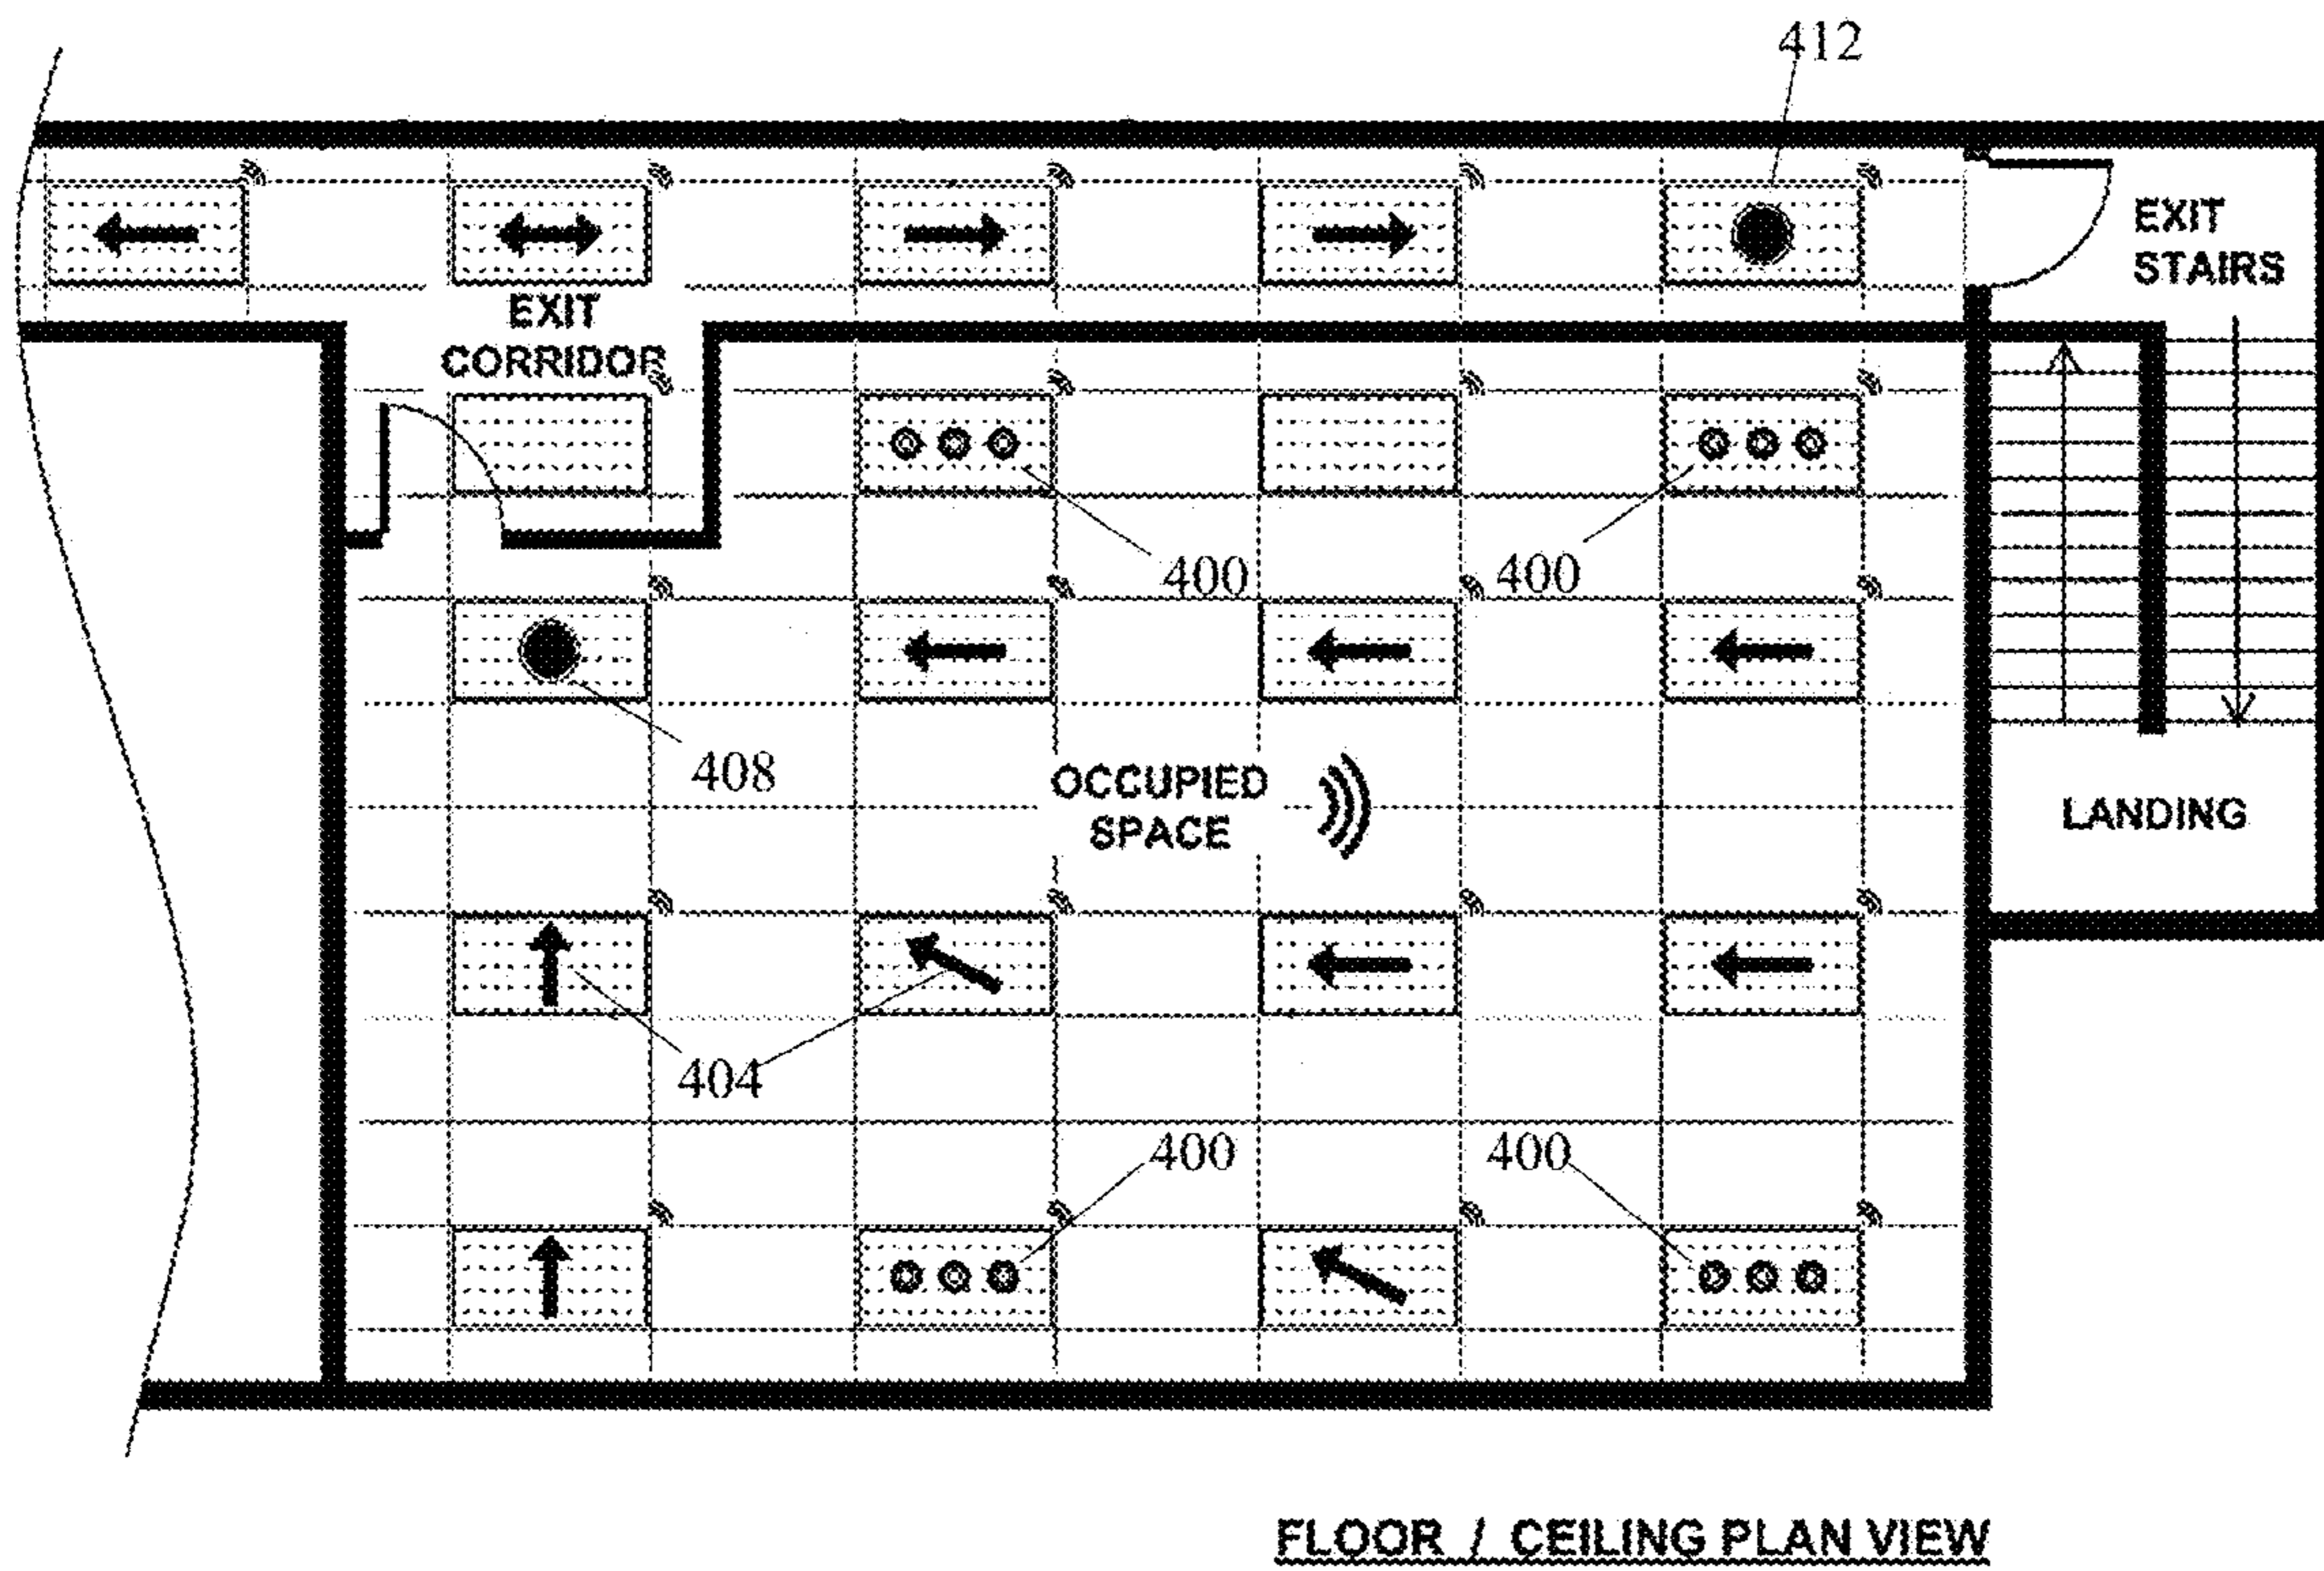 412
EXIT
STAIRS
EXIT
CORRIDOR
400
400
408
OCCUPIED
SPACE
LANDING
404
400
400
FLOOR / CEILING PLAN VIEW